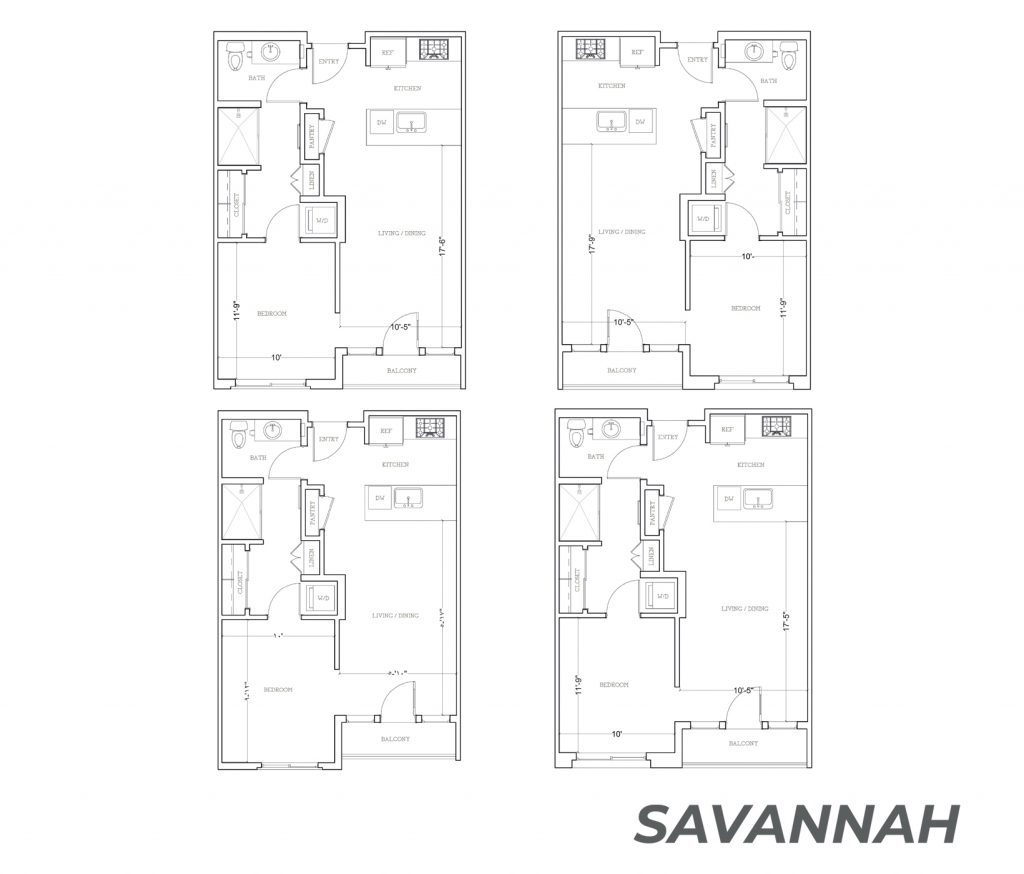 REF
ENTRY
BATH
KITCHEN
DW
PANTRY
LINEN
CLOSET
W/D
LIVING / DINING
17'-6"
11'-9"
BEDROOM
10'-5"
10'
BALCONY
REF
ENTRY
KITCHEN
BATH
DW
PANTRY
LINEN
CLOSET
W/D
LIVING / DINING
17'-9"
10'-
BEDROOM
11'-9"
10'-5"
BALCONY
REF
ENTRY
BATH
KITCHEN
DW
PANTRY
LINEN
CLOSET
W/D
LIVING / DINING
BEDROOM
BALCONY
REF
ENTRY
BATH
KITCHEN
DW
PANTRY
LINEN
CLOSET
W/D
LIVING / DINING
17'-5"
11'-9"
BEDROOM
10'-5"
10'
BALCONY
SAVANNAH